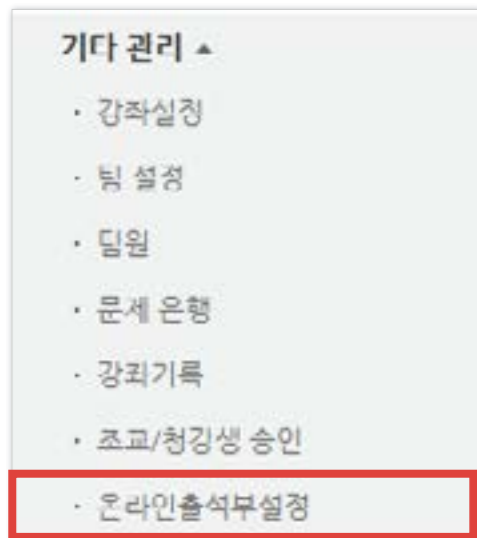 기타 관리 ▲
· 강좌설정
· 팀 설정
· 팀원
· 문제 은행
· 강좌기록
· 조교/청강생 승인
· 온라인출석부설정